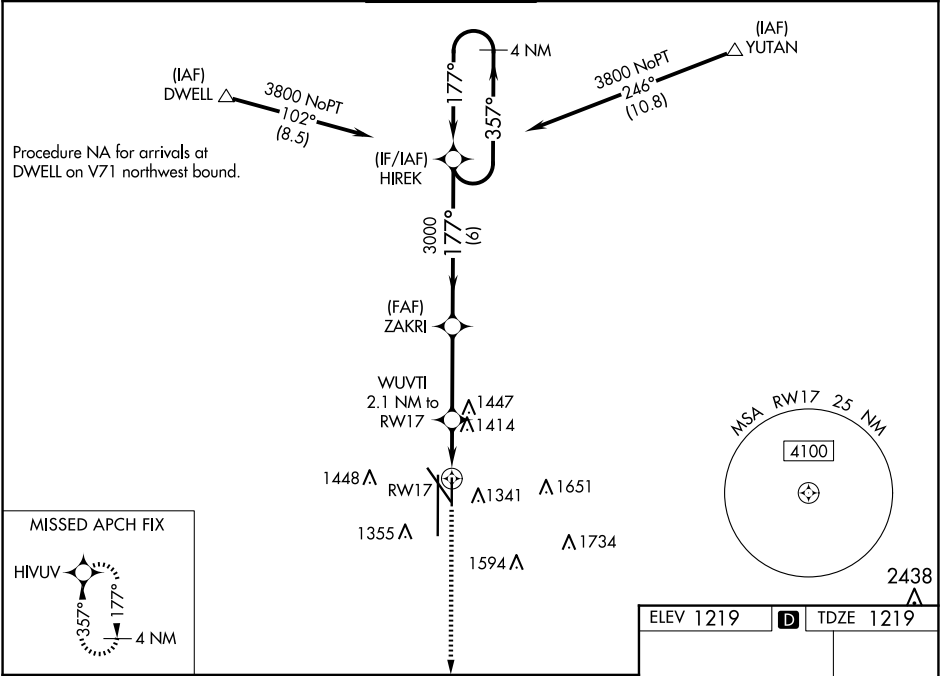 (IAF)
DWELL
3800 NoPT
102°
(8.5)
Procedure NA for arrivals at
DWELL on V71 northwest bound.
4 NM
177°
357°
(IAF)
YUTAN
3800 NoPT
246°
(10.8)
(IF/IAF)
HIREK
3000
177°
(6)
(FAF)
ZAKRI
WUVTI
2.1 NM to
RW17
1447
1414
1448
RW17
1341
1651
1355
1594
1734
MSA RW17 25 NM
4100
2438
MISSED APCH FIX
HIVUV
357°
177°
4 NM
ELEV 1219
D
TDZE 1219